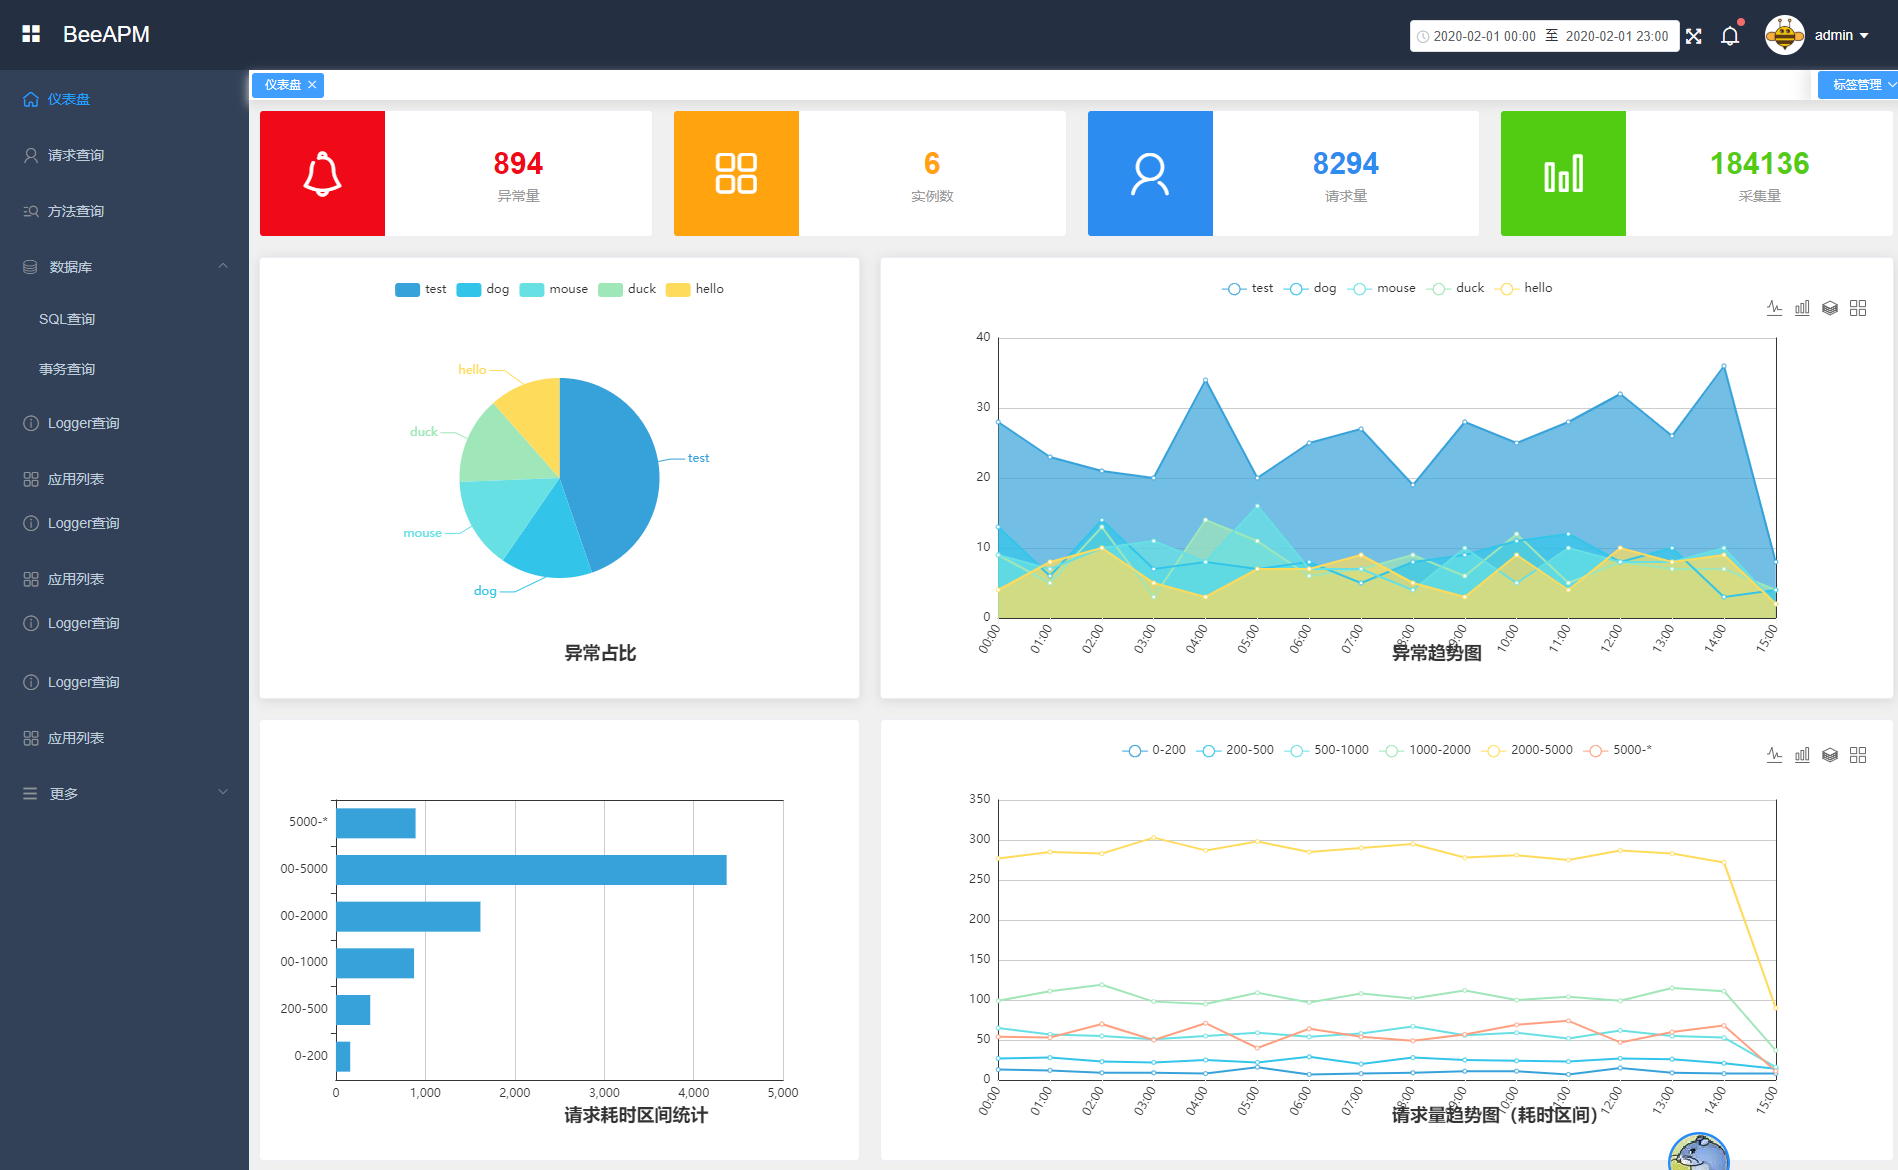 BeeAPM
2020-02-01 00:00 至 2020-02-01 23:00
admin
仪表盘
请求查询
方法查询
数据库
SQL查询
事务查询
Logger查询
应用列表
Logger查询
应用列表
Logger查询
Logger查询
应用列表
更多
仪表盘
标签管理
894
异常量
6
实例数
8294
请求量
184136
采集量
test dog mouse duck hello
hello
duck
test
mouse
dog
异常占比
test dog mouse duck hello
40
30
20
10
0
00:00 01:00 02:00 03:00 04:00 05:00 06:00 07:00 08:00 09:00 10:00 11:00 12:00 13:00 14:00 15:00
异常趋势图
5000-*
00-5000
00-2000
00-1000
200-500
0-200
0 1,000 2,000 3,000 4,000 5,000
请求耗时区间统计
0-200 200-500 500-1000 1000-2000 2000-5000 5000-*
350
300
250
200
150
100
50
0
00:00 01:00 02:00 03:00 04:00 05:00 06:00 07:00 08:00 09:00 10:00 11:00 12:00 13:00 14:00 15:00
请求量趋势图（耗时区间）